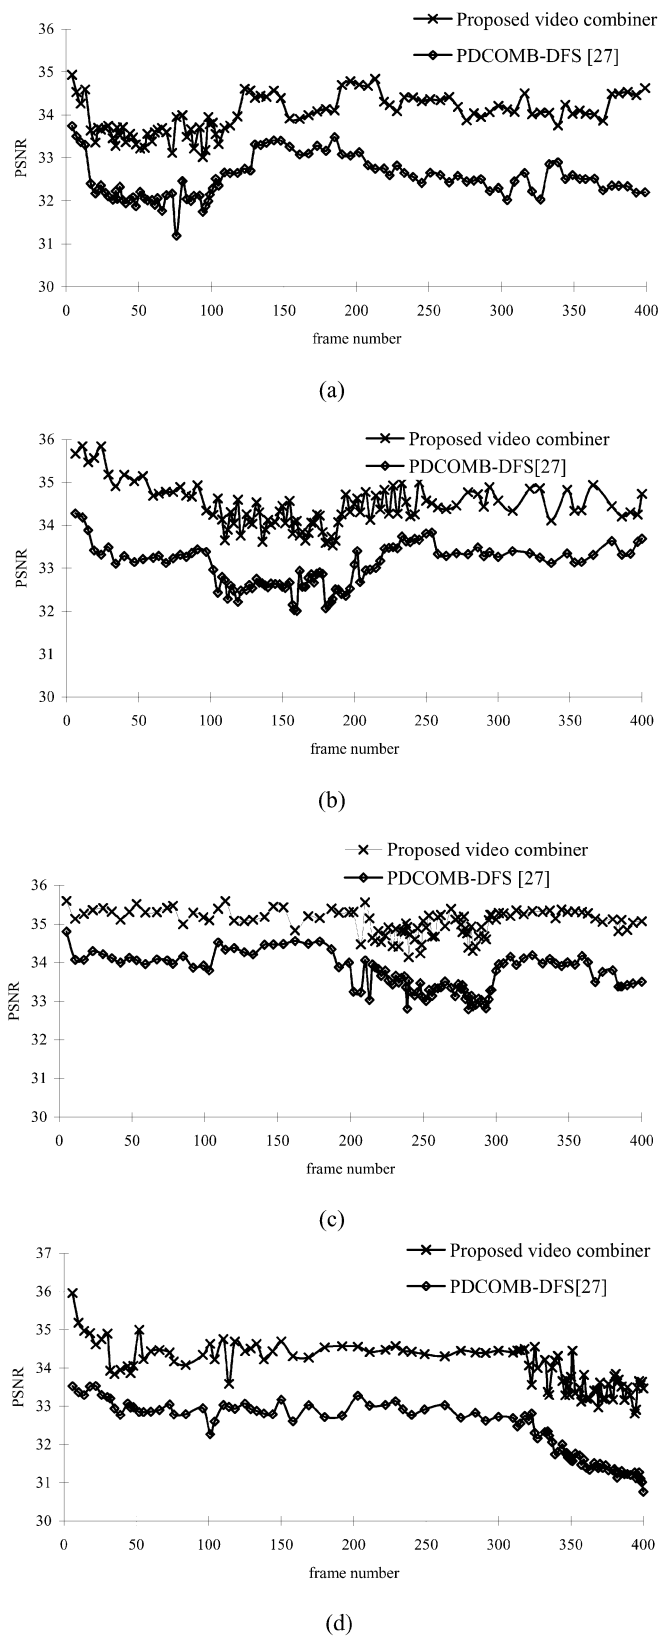 Proposed video combiner
PDCOMB-DFS [27]
36
35
34
33
32
31
30
PSNR
0 50 100 150 200 250 300 350 400
frame number
(a)
Proposed video combiner
PDCOMB-DFS[27]
36
35
34
33
32
31
30
PSNR
0 50 100 150 200 250 300 350 400
frame number
(b)
Proposed video combiner
PDCOMB-DFS [27]
36
35
34
33
32
31
30
PSNR
0 50 100 150 200 250 300 350 400
frame number
(c)
Proposed video combiner
PDCOMB-DFS[27]
37
36
35
34
33
32
31
30
PSNR
0 50 100 150 200 250 300 350 400
frame number
(d)